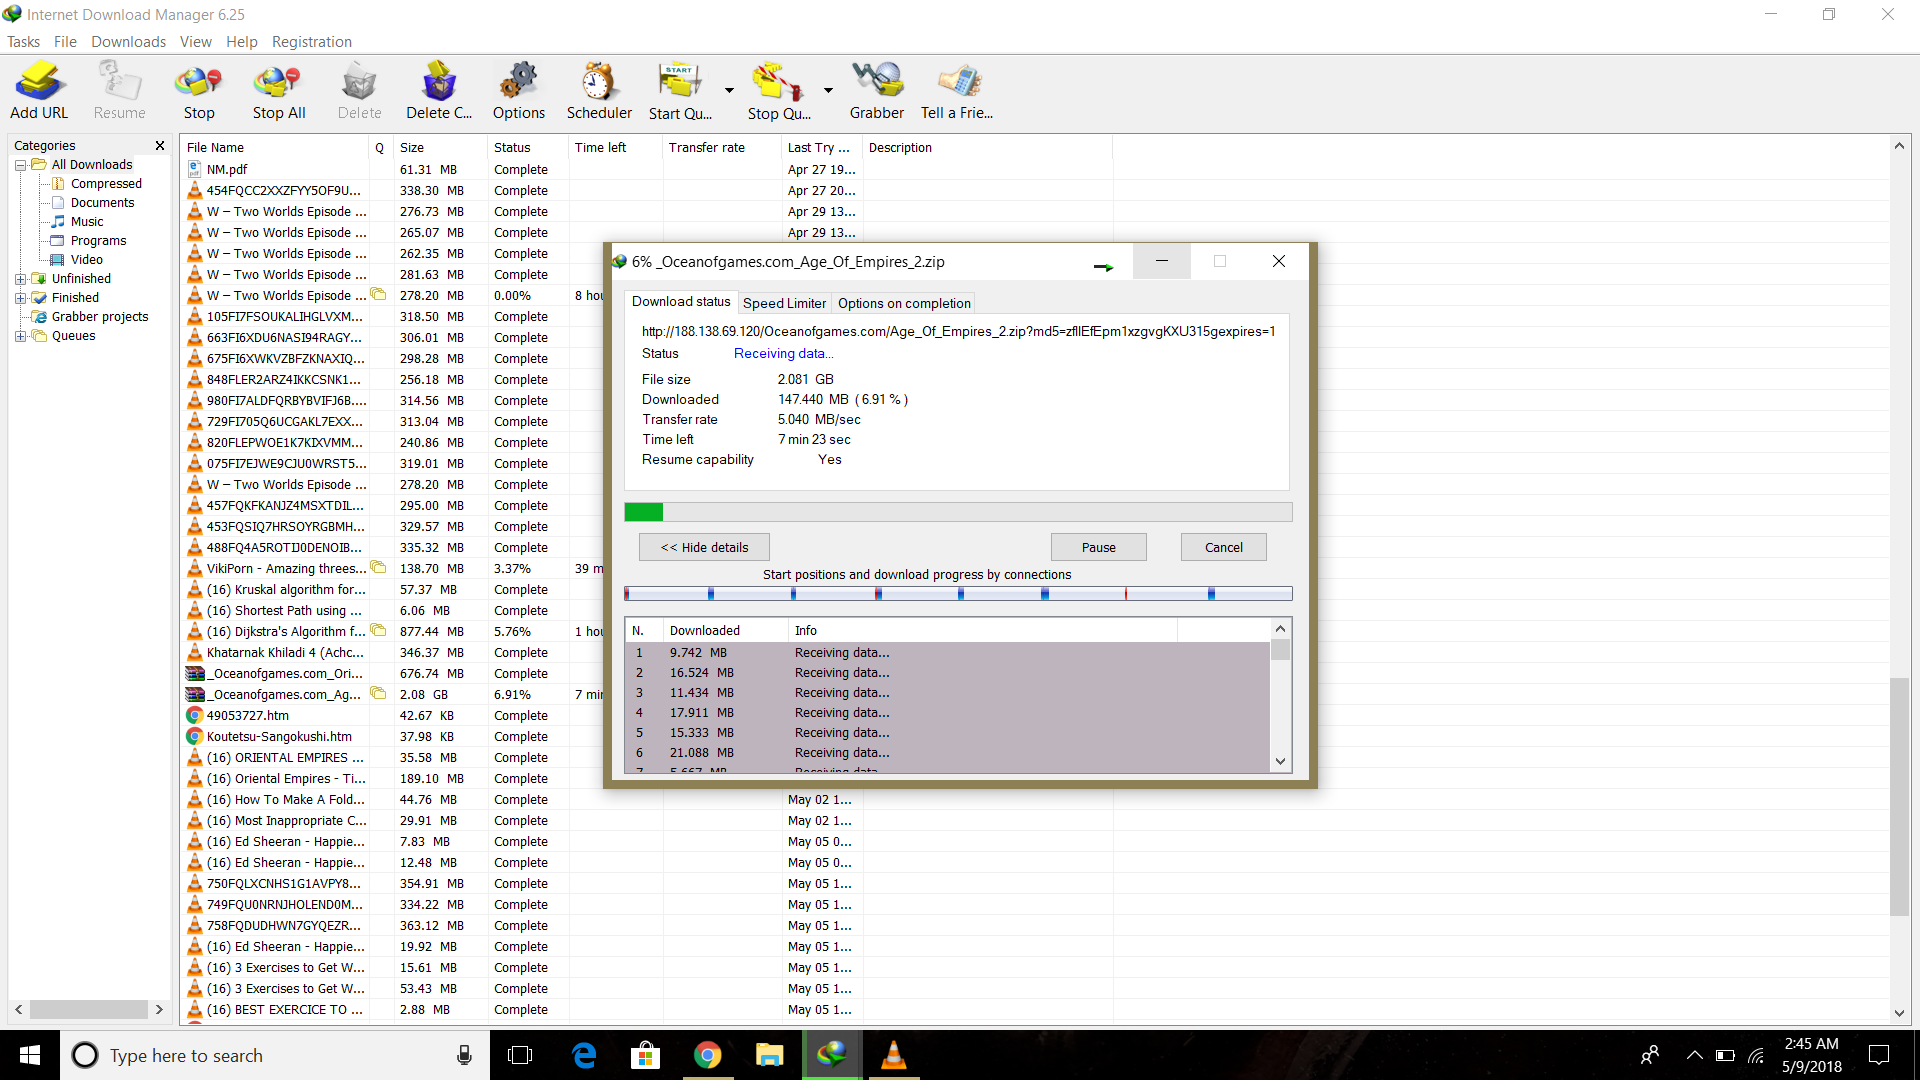 Internet Download Manager 6.25
Tasks File Downloads View Help Registration
Add URL Resume Stop Stop All Delete Delete C... Options Scheduler Start Qu... Stop Qu... Grabber Tell a Frie...
Categories
All Downloads
Compressed
Documents
Music
Programs
Video
Unfinished
Finished
Grabber projects
Queues
File Name Q Size Status Time left Transfer rate Last Try ... Description
NM.pdf 61.31 MB Complete Apr 27 19...
454FQCC2XXZFYY5OF9U... 338.30 MB Complete Apr 27 20...
W – Two Worlds Episode ... 276.73 MB Complete Apr 29 13...
W – Two Worlds Episode ... 265.07 MB Complete Apr 29 13...
W – Two Worlds Episode ... 262.35 MB Complete
W – Two Worlds Episode ... 281.63 MB Complete
W – Two Worlds Episode ... 278.20 MB 0.00% 8 hou
105FI7FSOUKALIHGLVXM... 318.50 MB Complete
663FI6XDU6NASI94RAGY... 306.01 MB Complete
675FI6XWKVZBFZKNAXIQ... 298.28 MB Complete
848FLER2ARZ4IKKCSNK1... 256.18 MB Complete
980FI7ALDFQRBYBVIFJ6B.... 314.56 MB Complete
729FI705Q6UCGAKL7EXX... 313.04 MB Complete
820FLEPWOE1K7KIXVMM... 240.86 MB Complete
075FI7EJWE9CJU0WRST5... 319.01 MB Complete
W – Two Worlds Episode ... 278.20 MB Complete
457FQKFKANJZ4MSXTDIL... 295.00 MB Complete
453FQSIQ7HRSOYRGBMH... 329.57 MB Complete
488FQ4A5ROTIJ0DENOIB... 335.32 MB Complete
VikiPorn - Amazing threes... 138.70 MB 3.37% 39 m
(16) Kruskal algorithm for... 57.37 MB Complete
(16) Shortest Path using ... 6.06 MB Complete
(16) Dijkstra's Algorithm f... 877.44 MB 5.76% 1 hou
Khatarnak Khiladi 4 (Achc... 346.37 MB Complete
_Oceanofgames.com_Ori... 676.74 MB Complete
_Oceanofgames.com_Ag... 2.08 GB 6.91% 7 min
49053727.htm 42.67 KB Complete
Koutetsu-Sangokushi.htm 37.98 KB Complete
(16) ORIENTAL EMPIRES ... 35.58 MB Complete
(16) Oriental Empires - Ti... 189.10 MB Complete
(16) How To Make A Fold... 44.76 MB Complete May 02 1...
(16) Most Inappropriate C... 29.91 MB Complete May 02 1...
(16) Ed Sheeran - Happie... 7.83 MB Complete May 05 0...
(16) Ed Sheeran - Happie... 12.48 MB Complete May 05 0...
750FQLXCNHS1G1AVPY8... 354.91 MB Complete May 05 1...
749FQU0NRNJHOLEND0M... 334.22 MB Complete May 05 1...
758FQDUDHWN7GYQEZR... 363.12 MB Complete May 05 1...
(16) Ed Sheeran - Happie... 19.92 MB Complete May 05 1...
(16) 3 Exercises to Get W... 15.61 MB Complete May 05 1...
(16) 3 Exercises to Get W... 53.43 MB Complete May 05 1...
(16) BEST EXERCICE TO ... 2.88 MB Complete May 05 1...
6% _Oceanofgames.com_Age_Of_Empires_2.zip
Download status Speed Limiter Options on completion
http://188.138.69.120/Oceanofgames.com/Age_Of_Empires_2.zip?md5=zfllEfEpm1xzgvgKXU315gexpires=1
Status Receiving data...
File size 2.081 GB
Downloaded 147.440 MB ( 6.91 % )
Transfer rate 5.040 MB/sec
Time left 7 min 23 sec
Resume capability Yes
<< Hide details Pause Cancel
Start positions and download progress by connections
N. Downloaded Info
1 9.742 MB Receiving data...
2 16.524 MB Receiving data...
3 11.434 MB Receiving data...
4 17.911 MB Receiving data...
5 15.333 MB Receiving data...
6 21.088 MB Receiving data...
7 5.667 MB Receiving data...
Type here to search
2:45 AM
5/9/2018